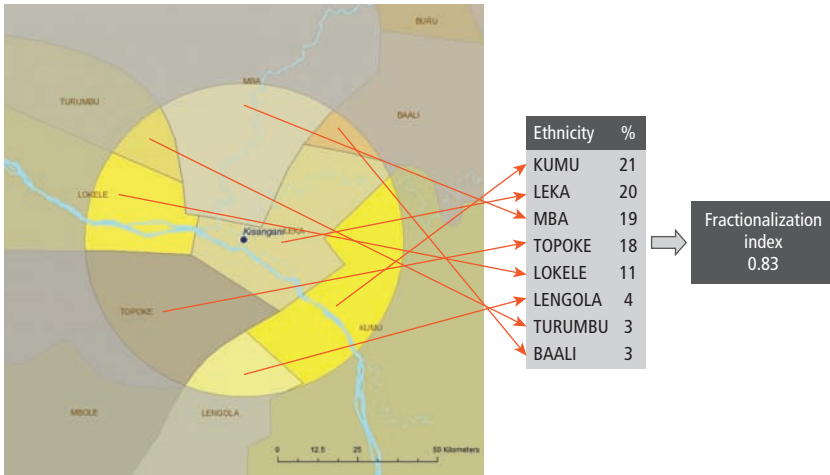 BURU
MBA
TURUMBU
BAALI
LOKELE
Kisangani
LEKA
TOPOKE
KUMU
MBOLE
LENGOLA
0 12.5 25 50 Kilometers
Ethnicity %
KUMU 21
LEKA 20
MBA 19
TOPOKE 18
LOKELE 11
LENGOLA 4
TURUMBU 3
BAALI 3
Fractionalization
index
0.83